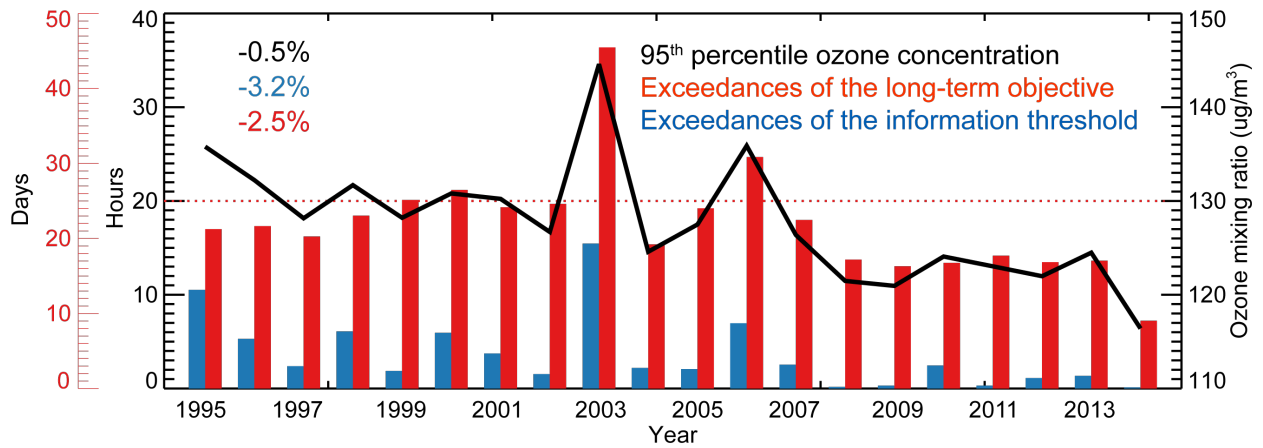 50
40
30
20
10
0
Days
40
30
20
10
0
Hours
-0.5%
-3.2%
-2.5%
95th percentile ozone concentration
Exceedances of the long-term objective
Exceedances of the information threshold
150
140
130
120
110
Ozone mixing ratio (ug/m3)
1995 1997 1999 2001 2003 2005 2007 2009 2011 2013
Year